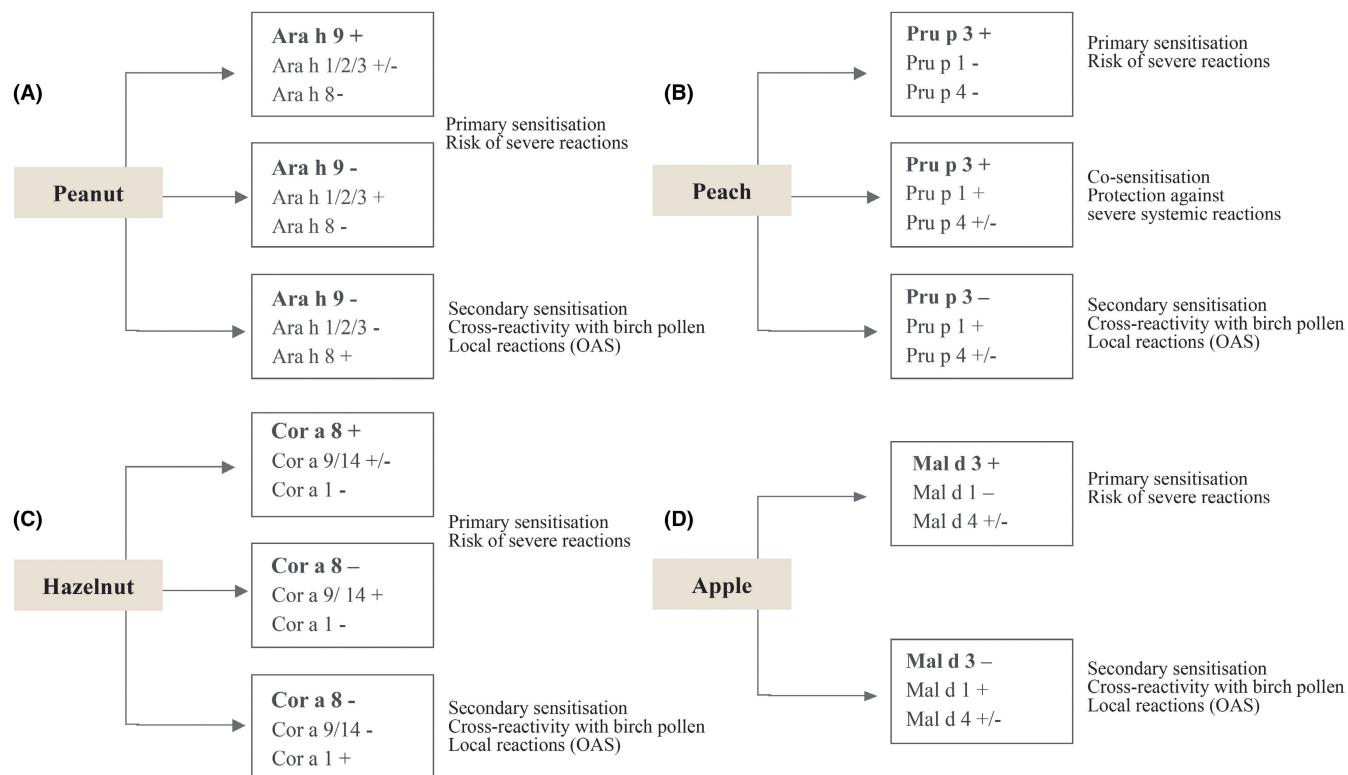 (A)
Peanut
Ara h 9 +
Ara h 1/2/3 +/-
Ara h 8-
Ara h 9 -
Ara h 1/2/3 +
Ara h 8 -
Primary sensitisation
Risk of severe reactions
Ara h 9 -
Ara h 1/2/3 -
Ara h 8 +
Secondary sensitisation
Cross-reactivity with birch pollen
Local reactions (OAS)
(B)
Peach
Pru p 3 +
Pru p 1 -
Pru p 4 -
Primary sensitisation
Risk of severe reactions
Pru p 3 +
Pru p 1 +
Pru p 4 +/-
Co-sensitisation
Protection against
severe systemic reactions
Pru p 3 –
Pru p 1 +
Pru p 4 +/-
Secondary sensitisation
Cross-reactivity with birch pollen
Local reactions (OAS)
(C)
Hazelnut
Cor a 8 +
Cor a 9/14 +/-
Cor a 1 -
Cor a 8 –
Cor a 9/ 14 +
Cor a 1 -
Primary sensitisation
Risk of severe reactions
Cor a 8 -
Cor a 9/14 -
Cor a 1 +
Secondary sensitisation
Cross-reactivity with birch pollen
Local reactions (OAS)
(D)
Apple
Mal d 3 +
Mal d 1 –
Mal d 4 +/-
Primary sensitisation
Risk of severe reactions
Mal d 3 –
Mal d 1 +
Mal d 4 +/-
Secondary sensitisation
Cross-reactivity with birch pollen
Local reactions (OAS)